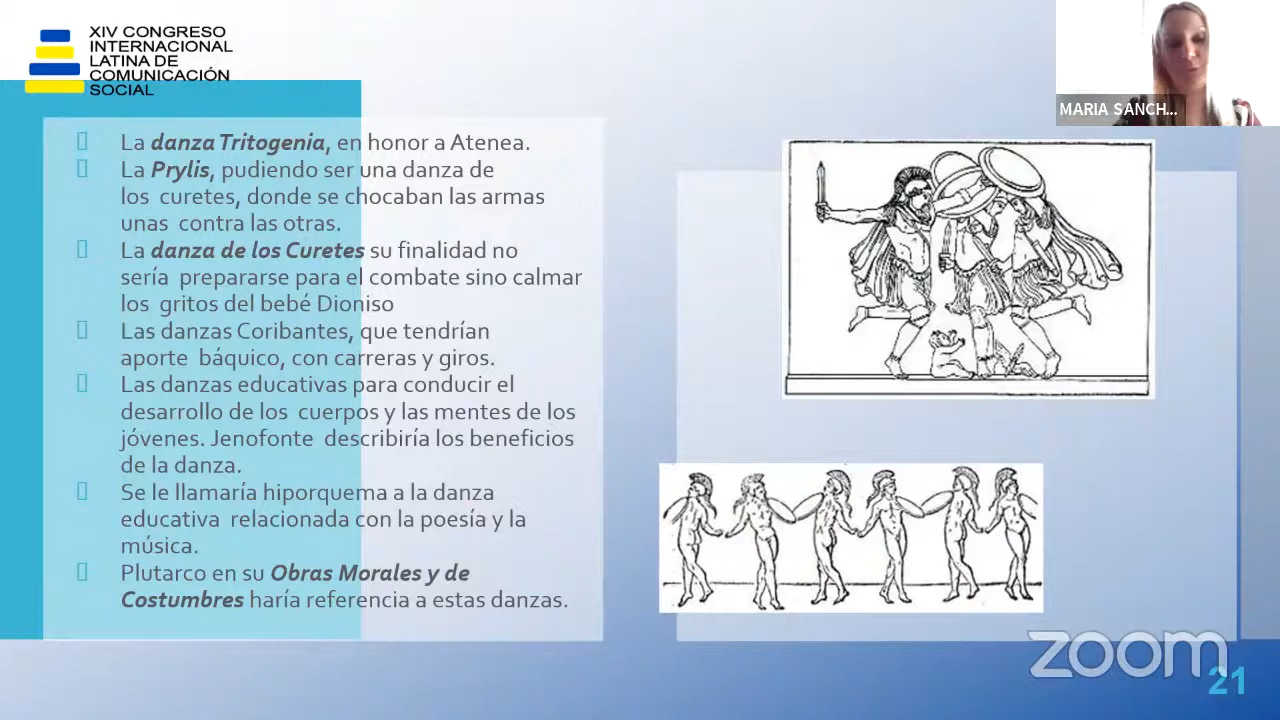 XIV CONGRESO
INTERNACIONAL
LATINA DE
COMUNICACIÓN
SOCIAL
MARIA SANCH...
La danza Tritogenia, en honor a Atenea.
La Prylis, pudiendo ser una danza de
los curetes, donde se chocaban las armas
unas contra las otras.
La danza de los Curetes su finalidad no
sería prepararse para el combate sino calmar
los gritos del bebé Dioniso
Las danzas Coribantes, que tendrían
aporte báquico, con carreras y giros.
Las danzas educativas para conducir el
desarrollo de los cuerpos y las mentes de los
jóvenes. Jenofonte describiría los beneficios
de la danza.
Se le llamaría hiporquema a la danza
educativa relacionada con la poesía y la
música.
Plutarco en su Obras Morales y de
Costumbres haría referencia a estas danzas.
zoom
21